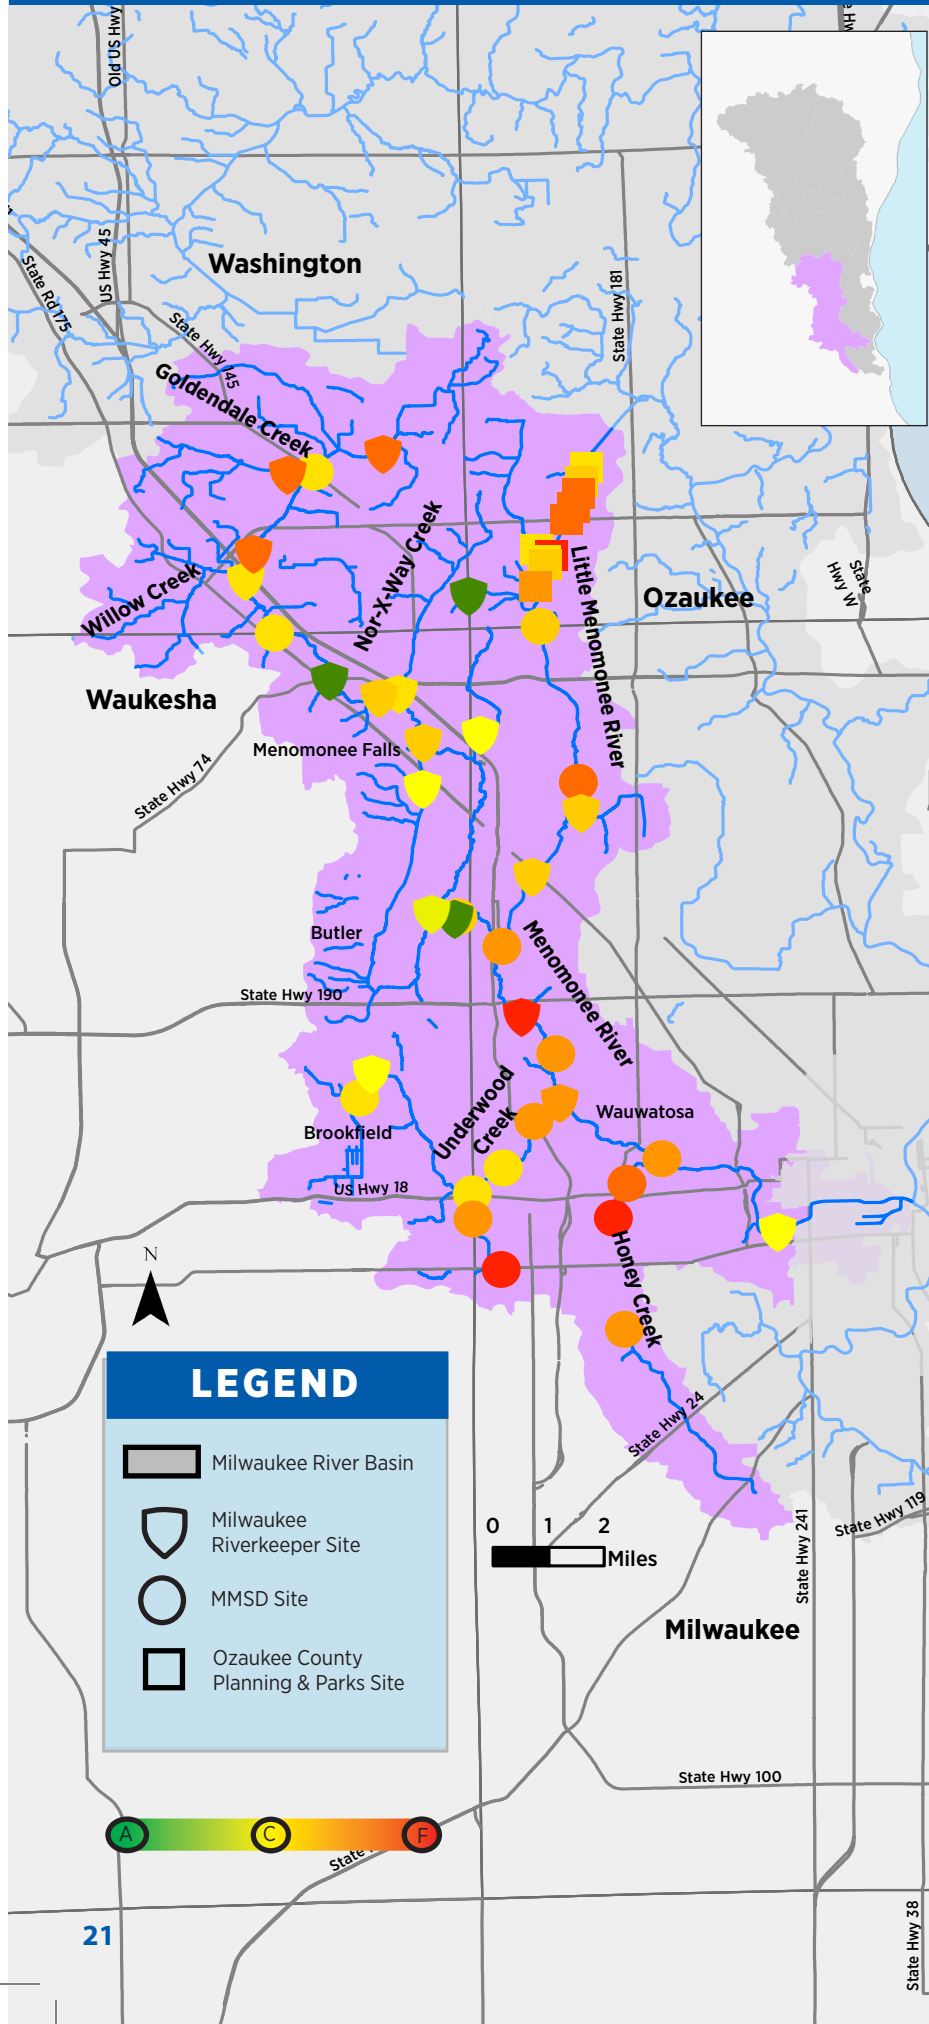 Old US Hwy
Hwy
US Hwy 45
State Rd 175
Washington
State Hwy 181
State Hwy 145
Goldendale Creek
Nor-X-Way Creek
Willow Creek
Little Menomonee River
Ozaukee
State
Hwy W
Waukesha
Menomonee Falls
State Hwy 74
Butler
Menomonee River
State Hwy 190
Underwood
Creek
Wauwatosa
Brookfield
US Hwy 18
Honey Creek
N
LEGEND
Milwaukee River Basin
Milwaukee
Riverkeeper Site
MMSD Site
Ozaukee County
Planning & Parks Site
State Hwy 24
0 1 2
Miles
State Hwy 241
State Hwy 119
Milwaukee
State Hwy 100
A C F
State
State Hwy 38
21